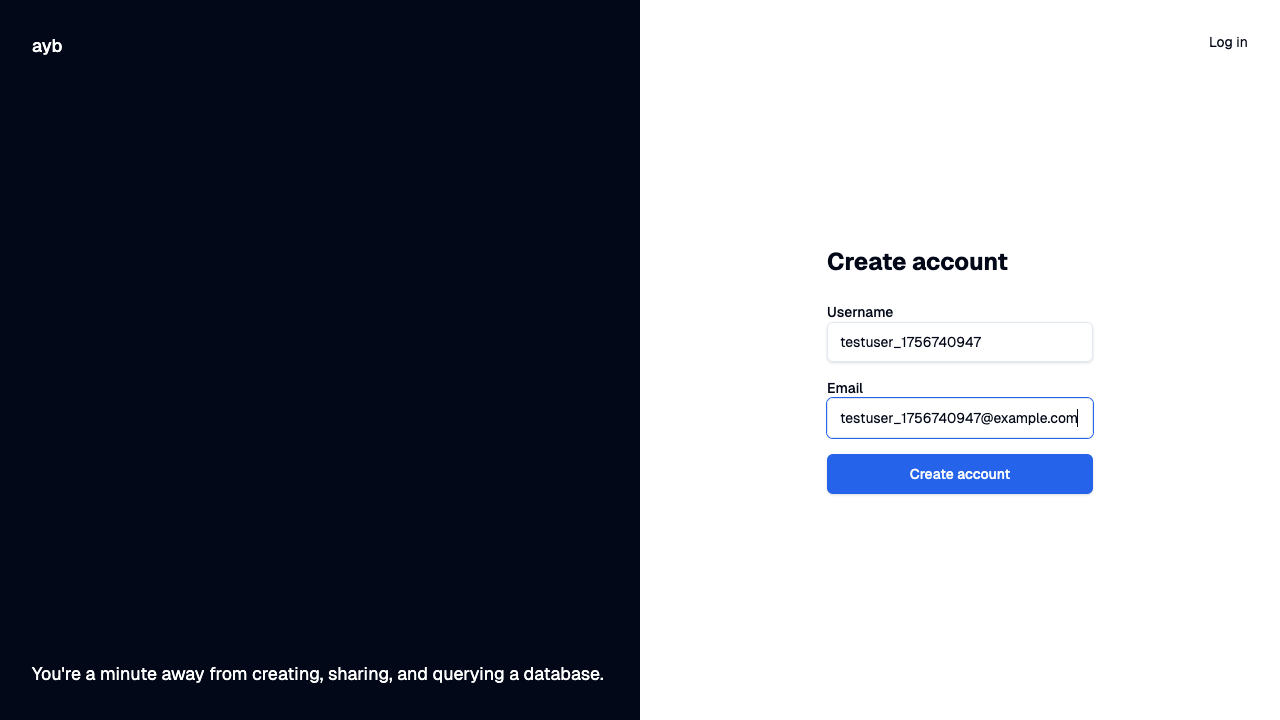 ayb
Log in
Create account
Username
testuser_1756740947
Email
testuser_1756740947@example.com
Create account
You're a minute away from creating, sharing, and querying a database.